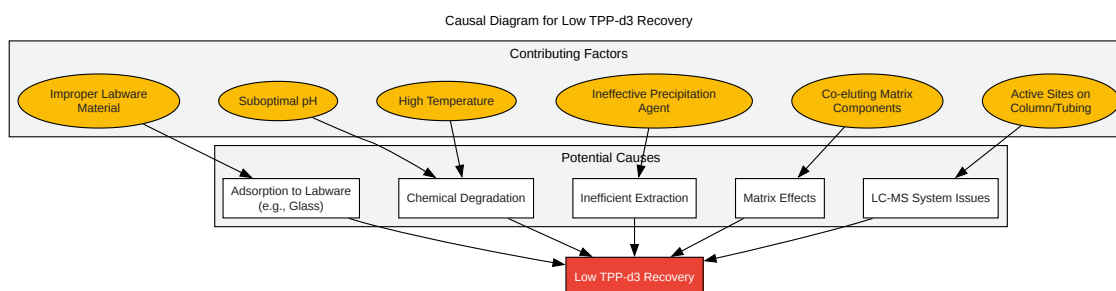 Causal Diagram for Low TPP-d3 Recovery
Contributing Factors
Improper Labware
Material
Suboptimal pH
High Temperature
Ineffective Precipitation
Agent
Co-eluting Matrix
Components
Active Sites on
Column/Tubing
Potential Causes
Adsorption to Labware
(e.g., Glass)
Chemical Degradation
Inefficient Extraction
Matrix Effects
LC-MS System Issues
Low TPP-d3 Recovery